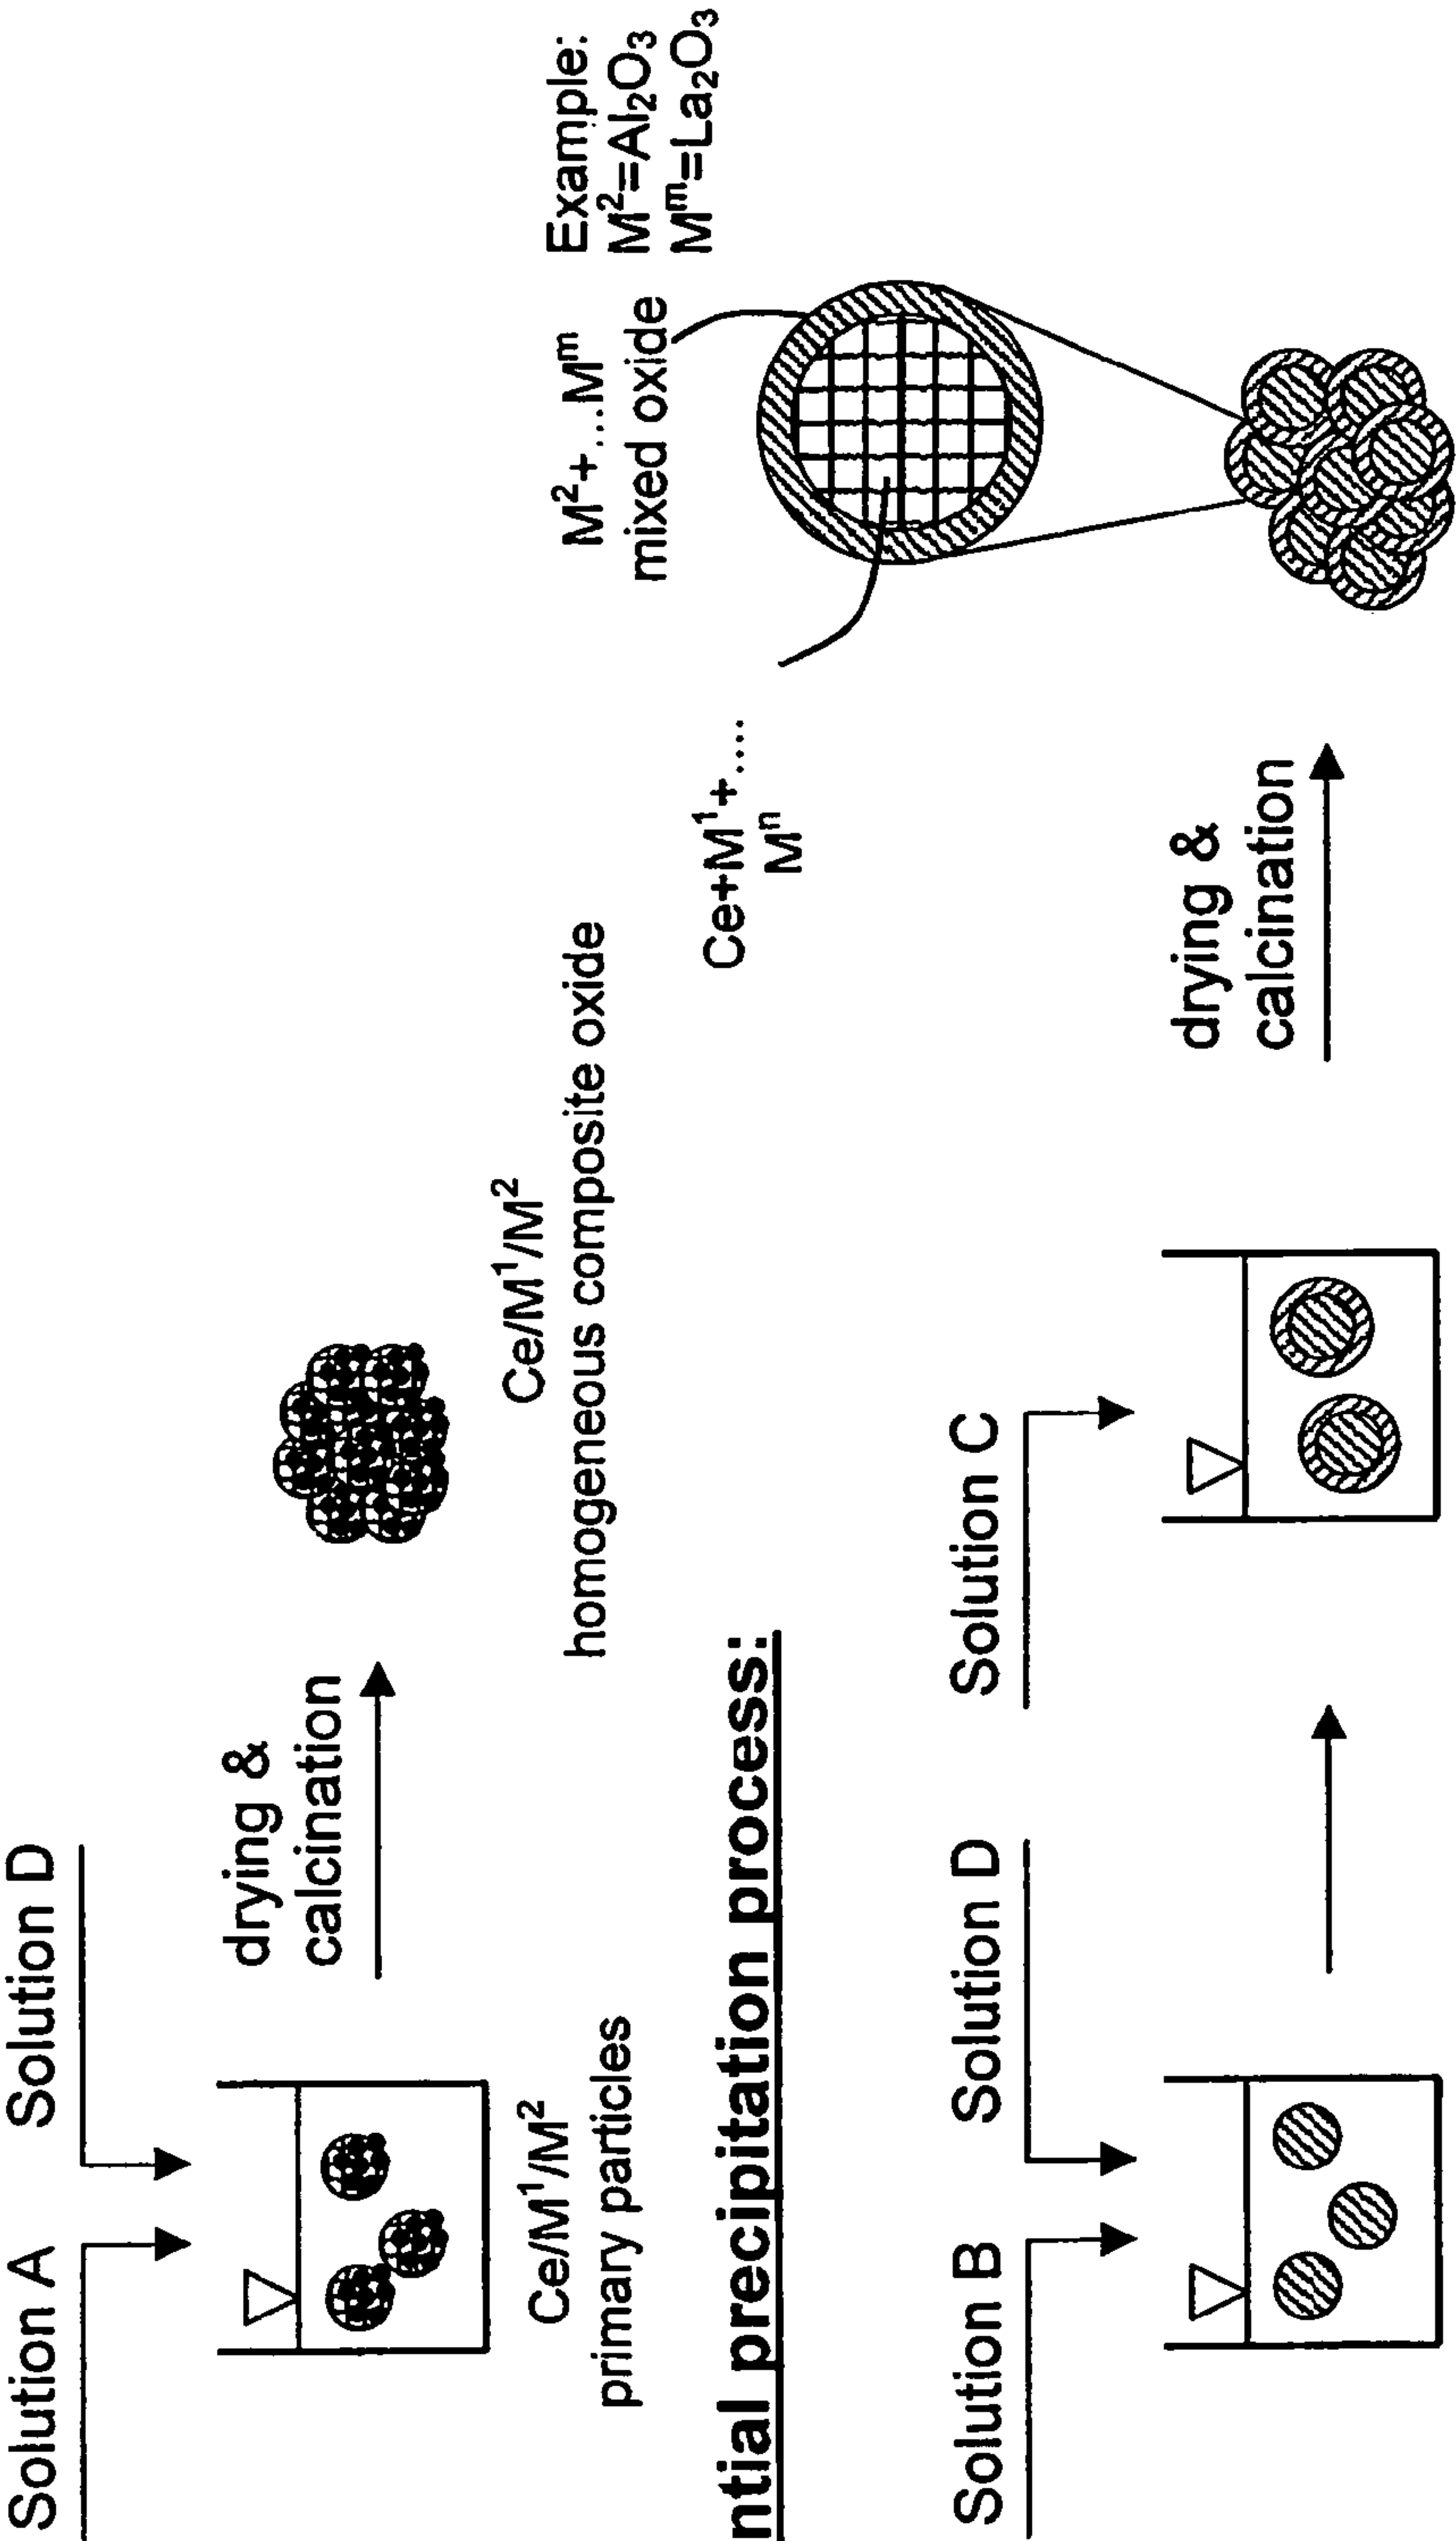 Solution A
Solution D
drying &
calcination
Ce/M¹/M²
primary particles
Ce/M¹/M²
homogeneous composite oxide
ntial precipitation process:
Solution B
Solution D
Solution C
drying &
calcination
Ce+M¹+....
Mⁿ
M²+...Mᵐ
mixed oxide
Example:
M²=Al₂O₃
Mᵐ=La₂O₃